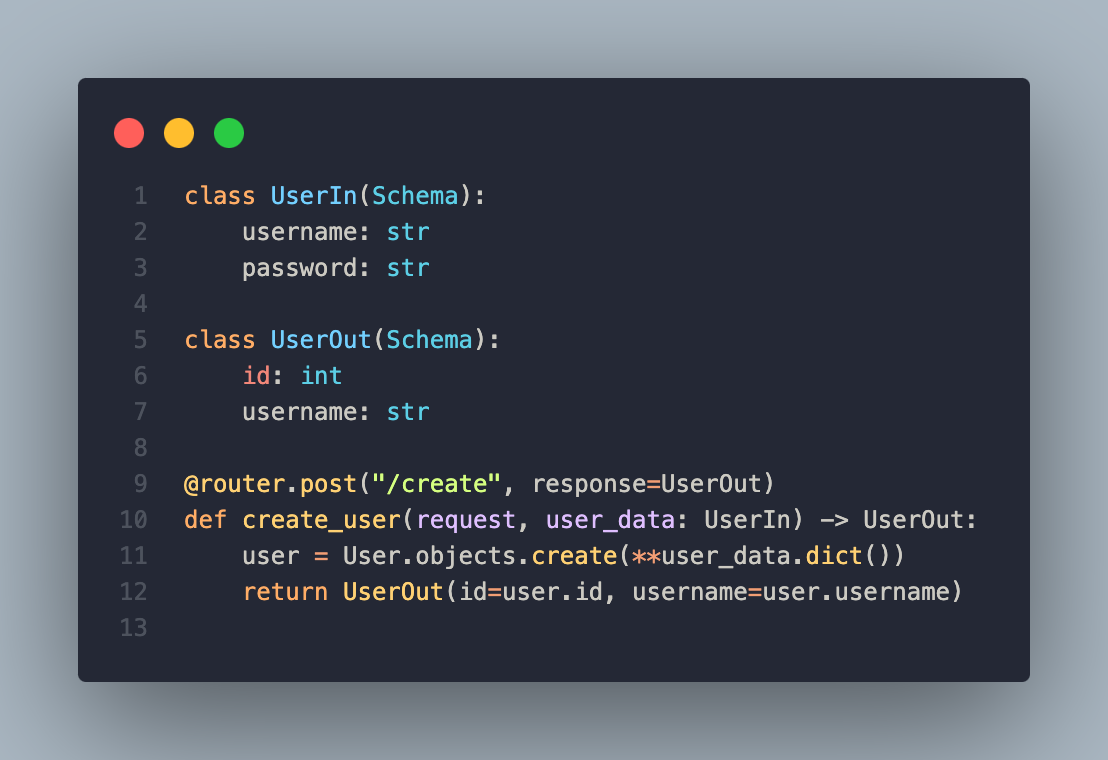 1 class UserIn(Schema):
2     username: str
3     password: str
4
5 class UserOut(Schema):
6     id: int
7     username: str
8
9 @router.post("/create", response=UserOut)
10 def create_user(request, user_data: UserIn) -> UserOut:
11     user = User.objects.create(**user_data.dict())
12     return UserOut(id=user.id, username=user.username)
13